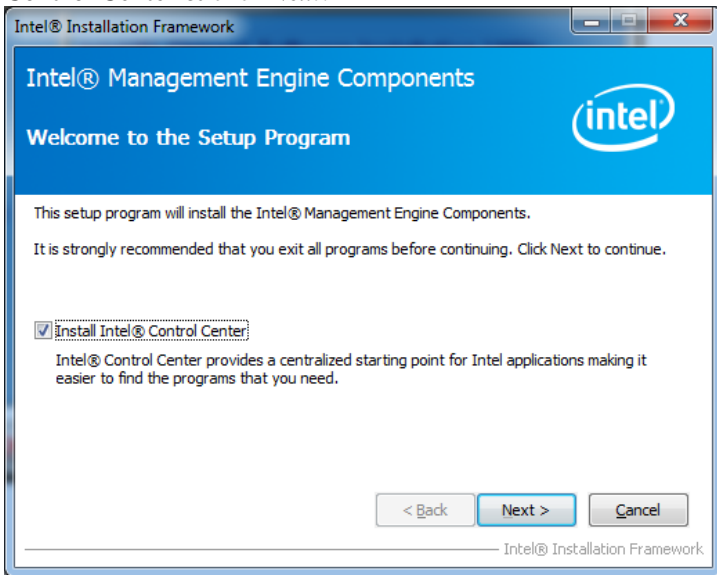 Intel® Installation Framework
Intel® Management Engine Components
Welcome to the Setup Program
intel
This setup program will install the Intel® Management Engine Components.
It is strongly recommended that you exit all programs before continuing. Click Next to continue.
Install Intel® Control Center
Intel® Control Center provides a centralized starting point for Intel applications making it
easier to find the programs that you need.
< Back
Next >
Cancel
Intel® Installation Framework